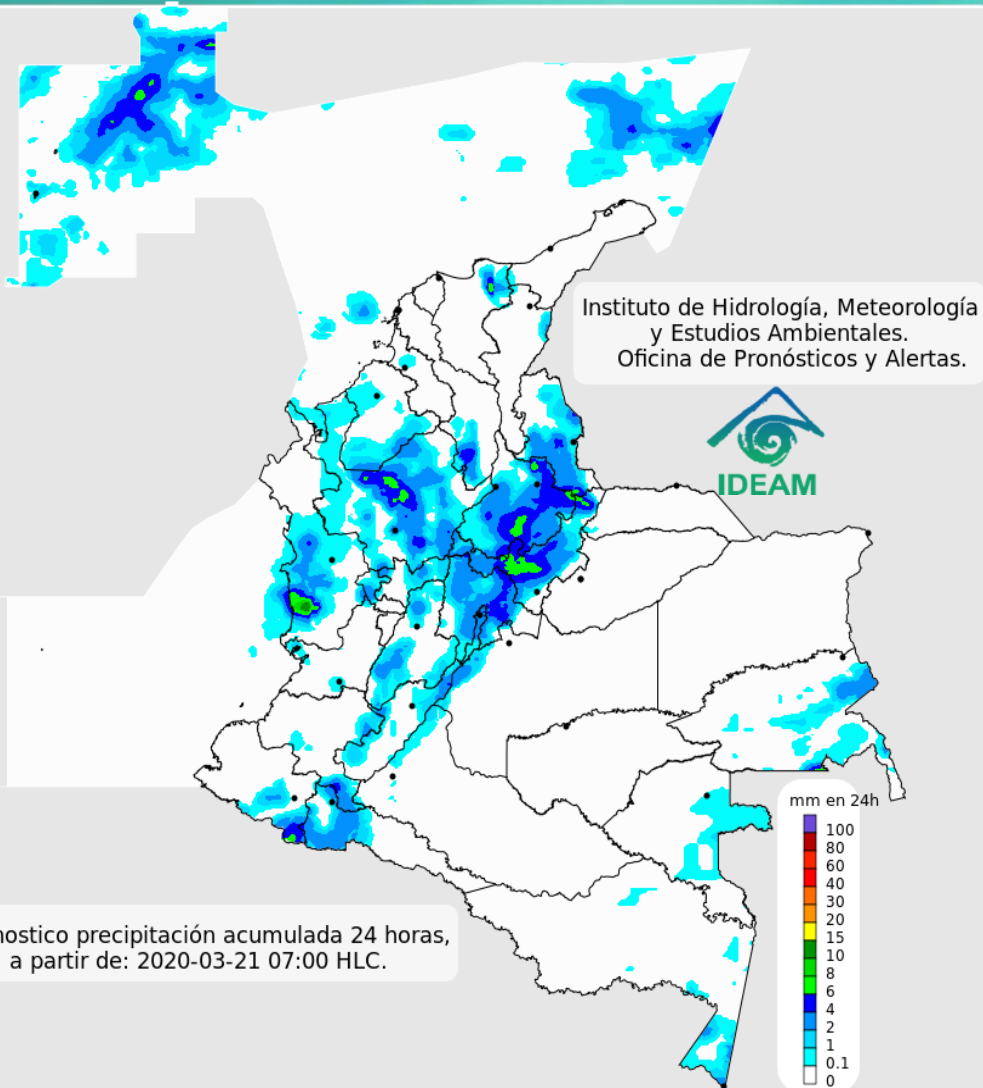 Instituto de Hidrología, Meteorología
y Estudios Ambientales.
Oficina de Pronósticos y Alertas.
IDEAM
mm en 24h
100
80
60
40
30
20
15
10
8
6
4
2
1
0.1
0
nostico precipitación acumulada 24 horas,
a partir de: 2020-03-21 07:00 HLC.